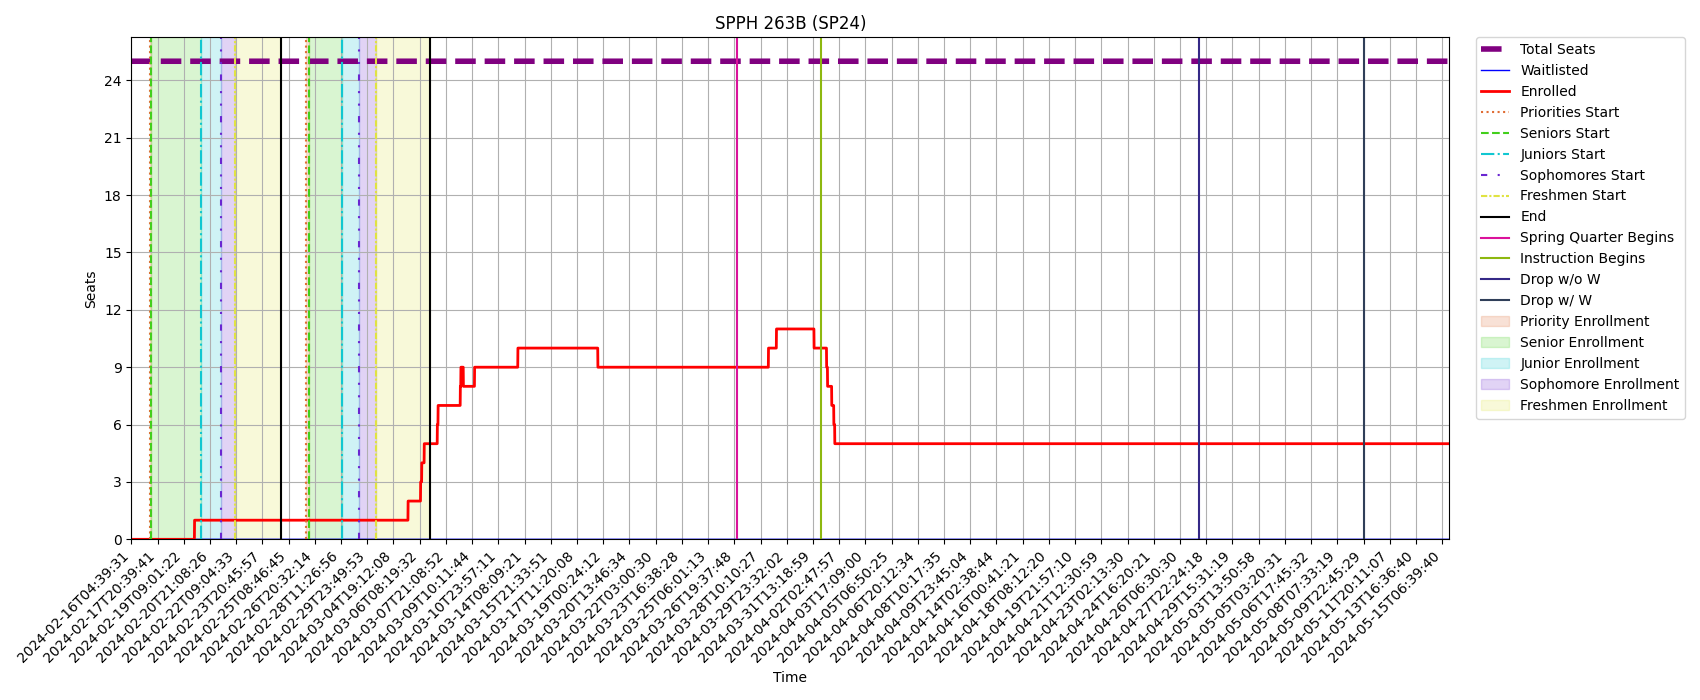 SPPH 263B (SP24)
Seats
24
21
18
15
12
9
6
3
0
2024-02-16T04:39:31
2024-02-17T20:39:41
2024-02-19T09:01:22
2024-02-20T21:08:26
2024-02-22T09:04:33
2024-02-23T20:45:57
2024-02-25T08:46:45
2024-02-26T20:32:14
2024-02-28T11:26:56
2024-02-29T23:49:53
2024-03-04T19:12:08
2024-03-06T08:19:32
2024-03-07T21:08:52
2024-03-09T10:11:44
2024-03-10T23:57:11
2024-03-14T08:09:21
2024-03-15T21:33:51
2024-03-17T11:20:08
2024-03-19T00:24:12
2024-03-20T13:46:34
2024-03-22T03:00:30
2024-03-23T16:38:28
2024-03-25T06:01:13
2024-03-26T19:37:48
2024-03-28T10:10:27
2024-03-29T23:32:02
2024-03-31T13:18:59
2024-04-02T02:47:57
2024-04-03T17:09:00
2024-04-05T06:50:25
2024-04-06T20:12:34
2024-04-08T10:17:35
2024-04-09T23:45:04
2024-04-14T02:38:44
2024-04-16T00:41:21
2024-04-18T08:12:20
2024-04-19T21:57:10
2024-04-21T12:30:59
2024-04-23T02:13:30
2024-04-24T16:20:21
2024-04-26T06:30:30
2024-04-27T22:24:18
2024-04-29T15:31:19
2024-05-03T13:50:58
2024-05-05T03:20:31
2024-05-06T17:45:32
2024-05-08T07:33:19
2024-05-09T22:45:29
2024-05-11T20:11:07
2024-05-13T16:36:40
2024-05-15T06:39:40
Time
Total Seats
Waitlisted
Enrolled
Priorities Start
Seniors Start
Juniors Start
Sophomores Start
Freshmen Start
End
Spring Quarter Begins
Instruction Begins
Drop w/o W
Drop w/ W
Priority Enrollment
Senior Enrollment
Junior Enrollment
Sophomore Enrollment
Freshmen Enrollment